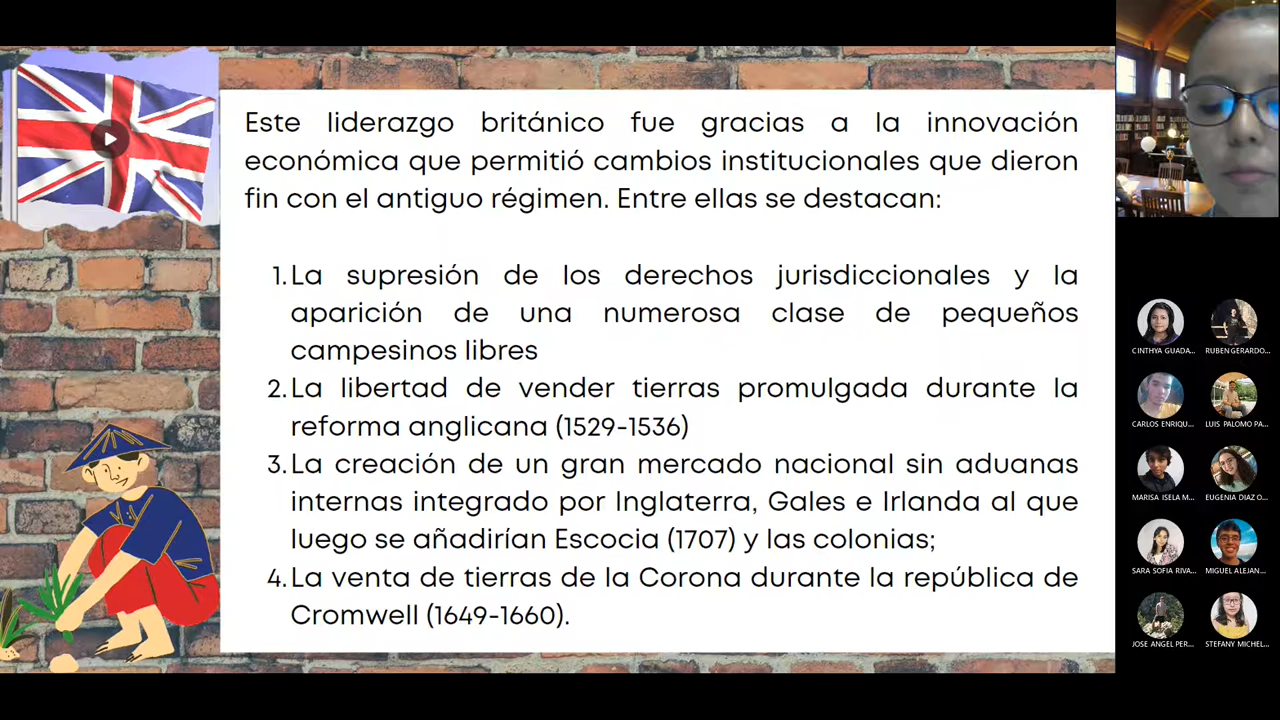 Este liderazgo británico fue gracias a la innovación
económica que permitió cambios institucionales que dieron
fin con el antiguo régimen. Entre ellas se destacan:
1. La supresión de los derechos jurisdiccionales y la
aparición de una numerosa clase de pequeños
campesinos libres
2. La libertad de vender tierras promulgada durante la
reforma anglicana (1529-1536)
3. La creación de un gran mercado nacional sin aduanas
internas integrado por Inglaterra, Gales e Irlanda al que
luego se añadirían Escocia (1707) y las colonias;
4. La venta de tierras de la Corona durante la república de
Cromwell (1649-1660).
CINTHYA GUADA...
RUBEN GERARDO...
CARLOS ENRIQU...
LUIS PALOMO PA...
MARISA ISELA M...
EUGENIA DIAZ O...
SARA SOFIA RIVA...
MIGUEL ALEJAN...
JOSE ANGEL PER...
STEFANY MICHEL...